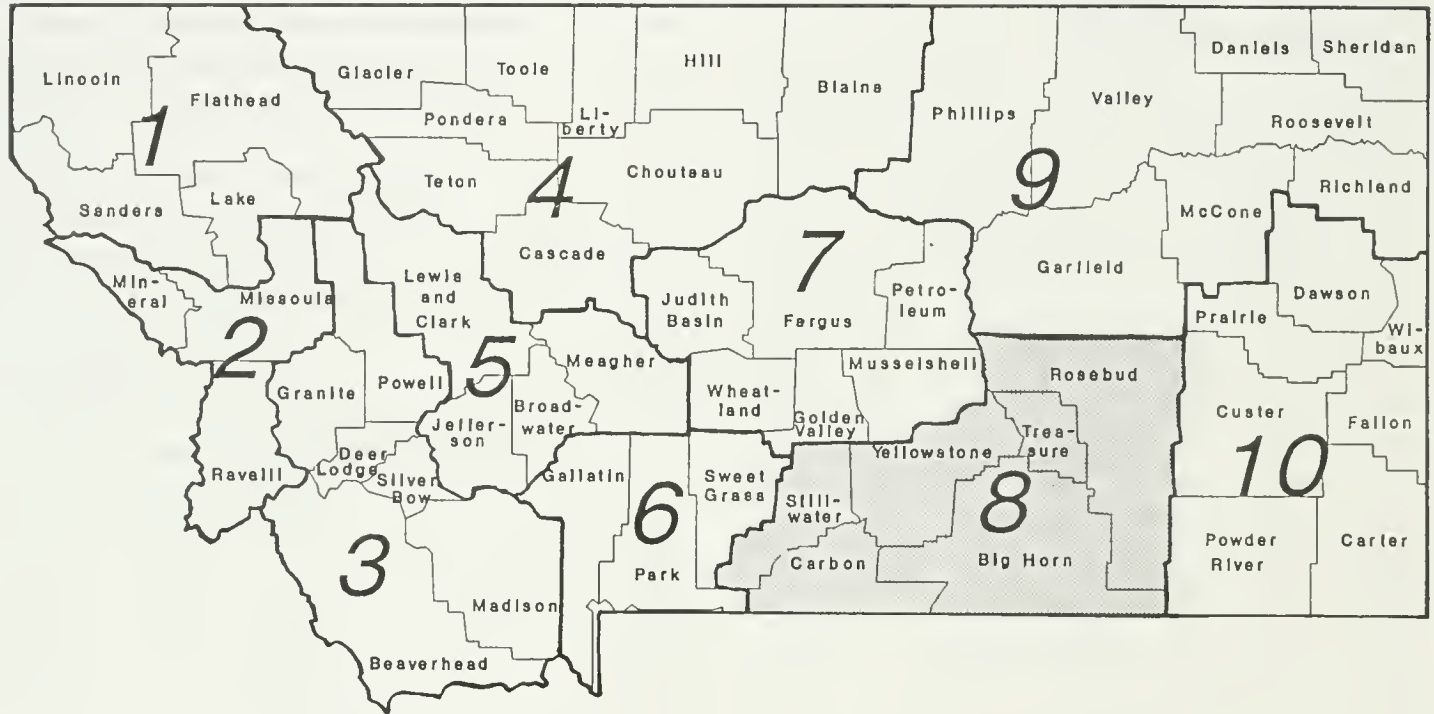 Lincoln
Flathead
1
Sanders
Lake
Glacier
Toole
Pondera
Li-
berty
Hill
Blaine
Teton
4
Chouteau
Cascade
Phillips
Valley
Daniels
Sheridan
Roosevelt
9
Richland
McCone
Garfield
Min-
eral
Missoula
2
Ravalli
Lewis
and
Clark
5
Meagher
Jeffer-
son
Broad-
water
Judith
Basin
7
Fergus
Petro-
leum
Wheat-
land
Golden
Valley
Musselshell
Dawson
Prairie
Wi-
baux
Granite
Powell
Deer
Lodge
Silver
Bow
3
Madison
Beaverhead
Gallatin
6
Park
Sweet
Grass
Still-
water
Carbon
Yellowstone
Trea-
sure
Rosebud
8
Big Horn
Custer
10
Fallon
Powder
River
Carter